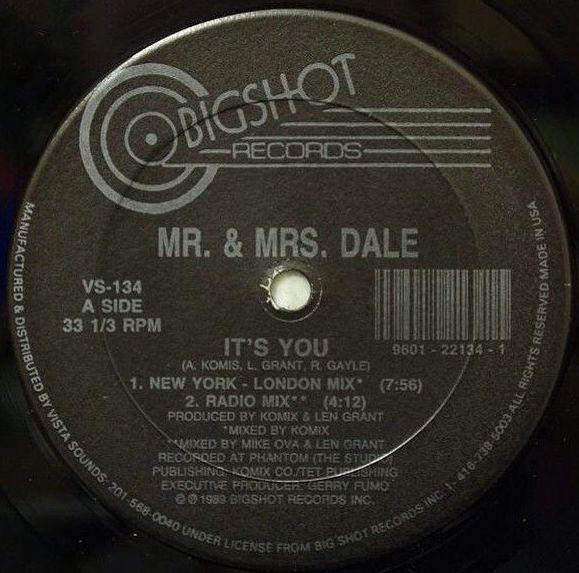 BIGSHOT
RECORDS
MR. & MRS. DALE
VS-134
A SIDE
33 1/3 RPM
9601 - 22134 - 1
IT'S YOU
(A. KOMIS, L. GRANT, R. GAYLE)
1. NEW YORK - LONDON MIX* (7:56)
2. RADIO MIX** (4:12)
PRODUCED BY KOMIX & LEN GRANT
*MIXED BY KOMIX
**MIXED BY MIKE OVA & LEN GRANT
RECORDED AT PHANTOM (THE STUDIO
PUBLISHING: KOMIX CO./TET PUBLISHING
EXECUTIVE PRODUCER: GERRY FUMO
℗ © 1989 BIGSHOT RECORDS INC.
MANUFACTURED & DISTRIBUTED BY VISTA SOUNDS- 201-568-0040 UNDER LICENSE FROM BIG SHOT RECORDS INC. 1- 416-738-5003 ALL RIGHTS RESERVED MADE IN USA